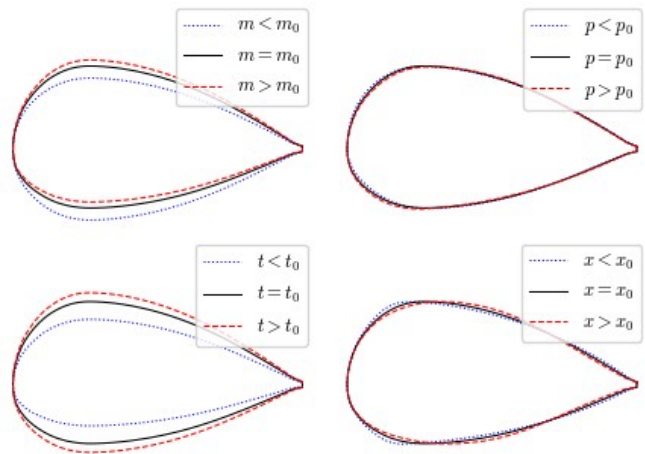 m < m₀
m = m₀
m > m₀
p < p₀
p = p₀
p > p₀
t < t₀
t = t₀
t > t₀
x < x₀
x = x₀
x > x₀